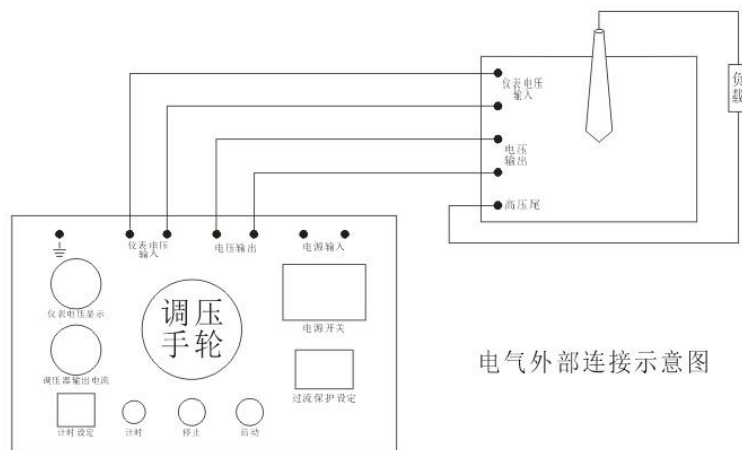 负
载
仪表电压
输入
电压
输出
高压尾
仪表电压
输入
电压输出
电源输入
仪表电压显示
调压
手轮
电源开关
调压器输出电流
过流保护设定
计时设定
计时
停止
启动
电气外部连接示意图